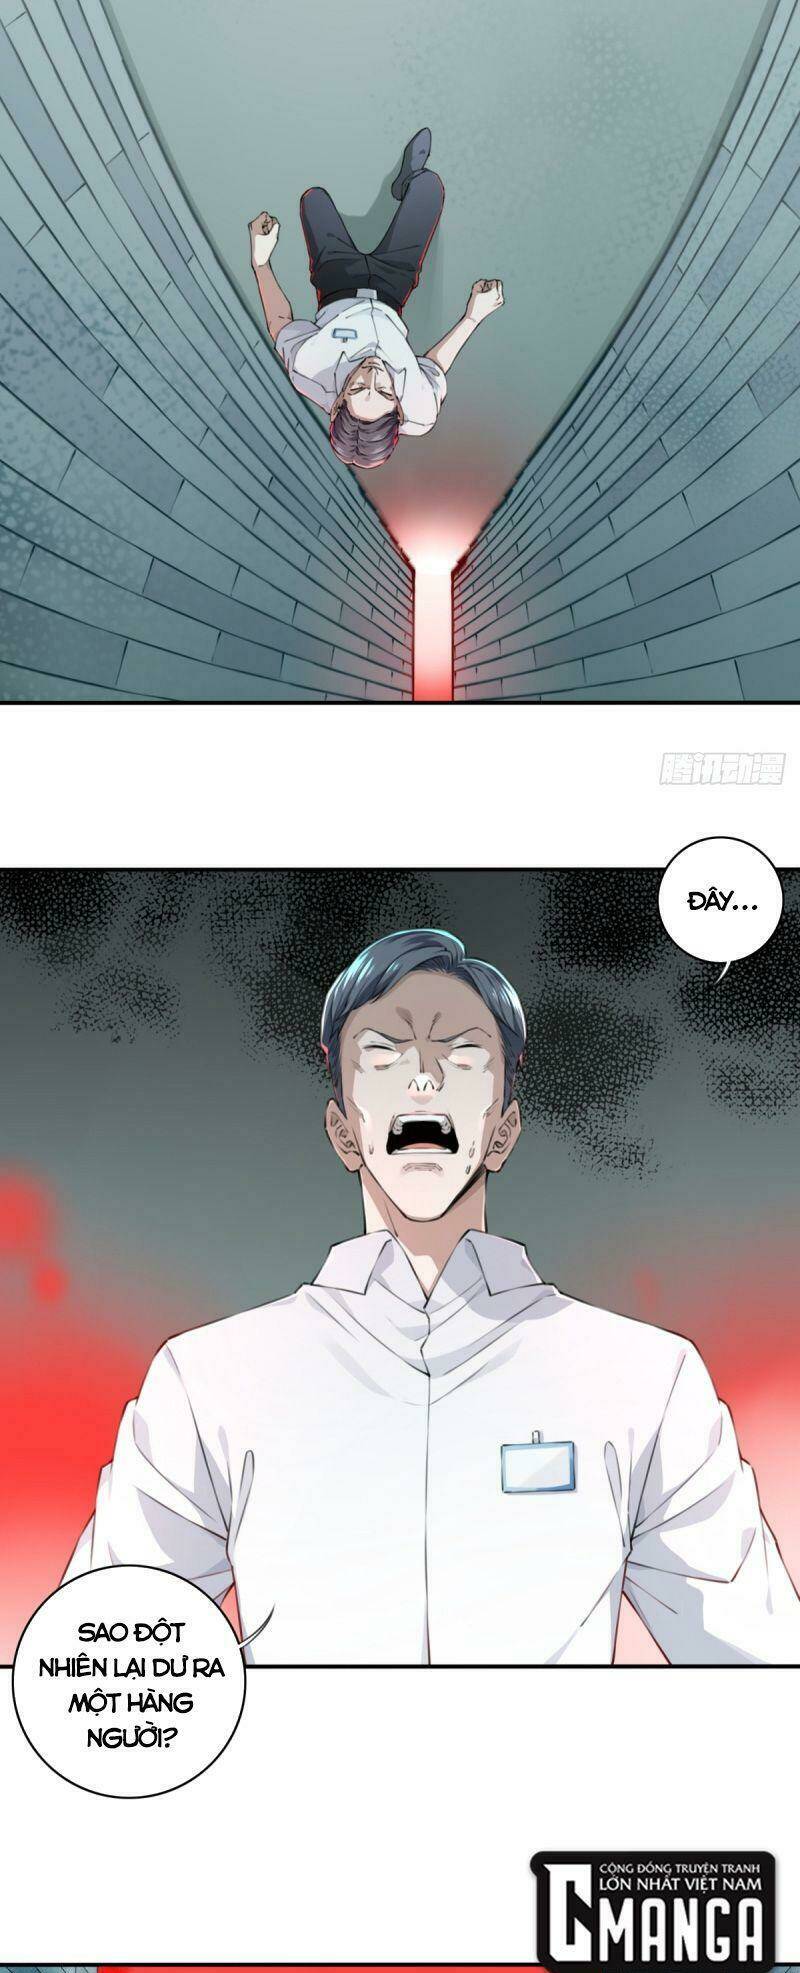 腾讯动漫
ĐÂY...
SAO ĐỘT
NHIÊN LẠI DƯ RA
MỘT HÀNG
NGƯỜI?
CỘNG ĐỒNG TRUYỆN TRANH
LỚN NHẤT VIỆT NAM
CMANGA